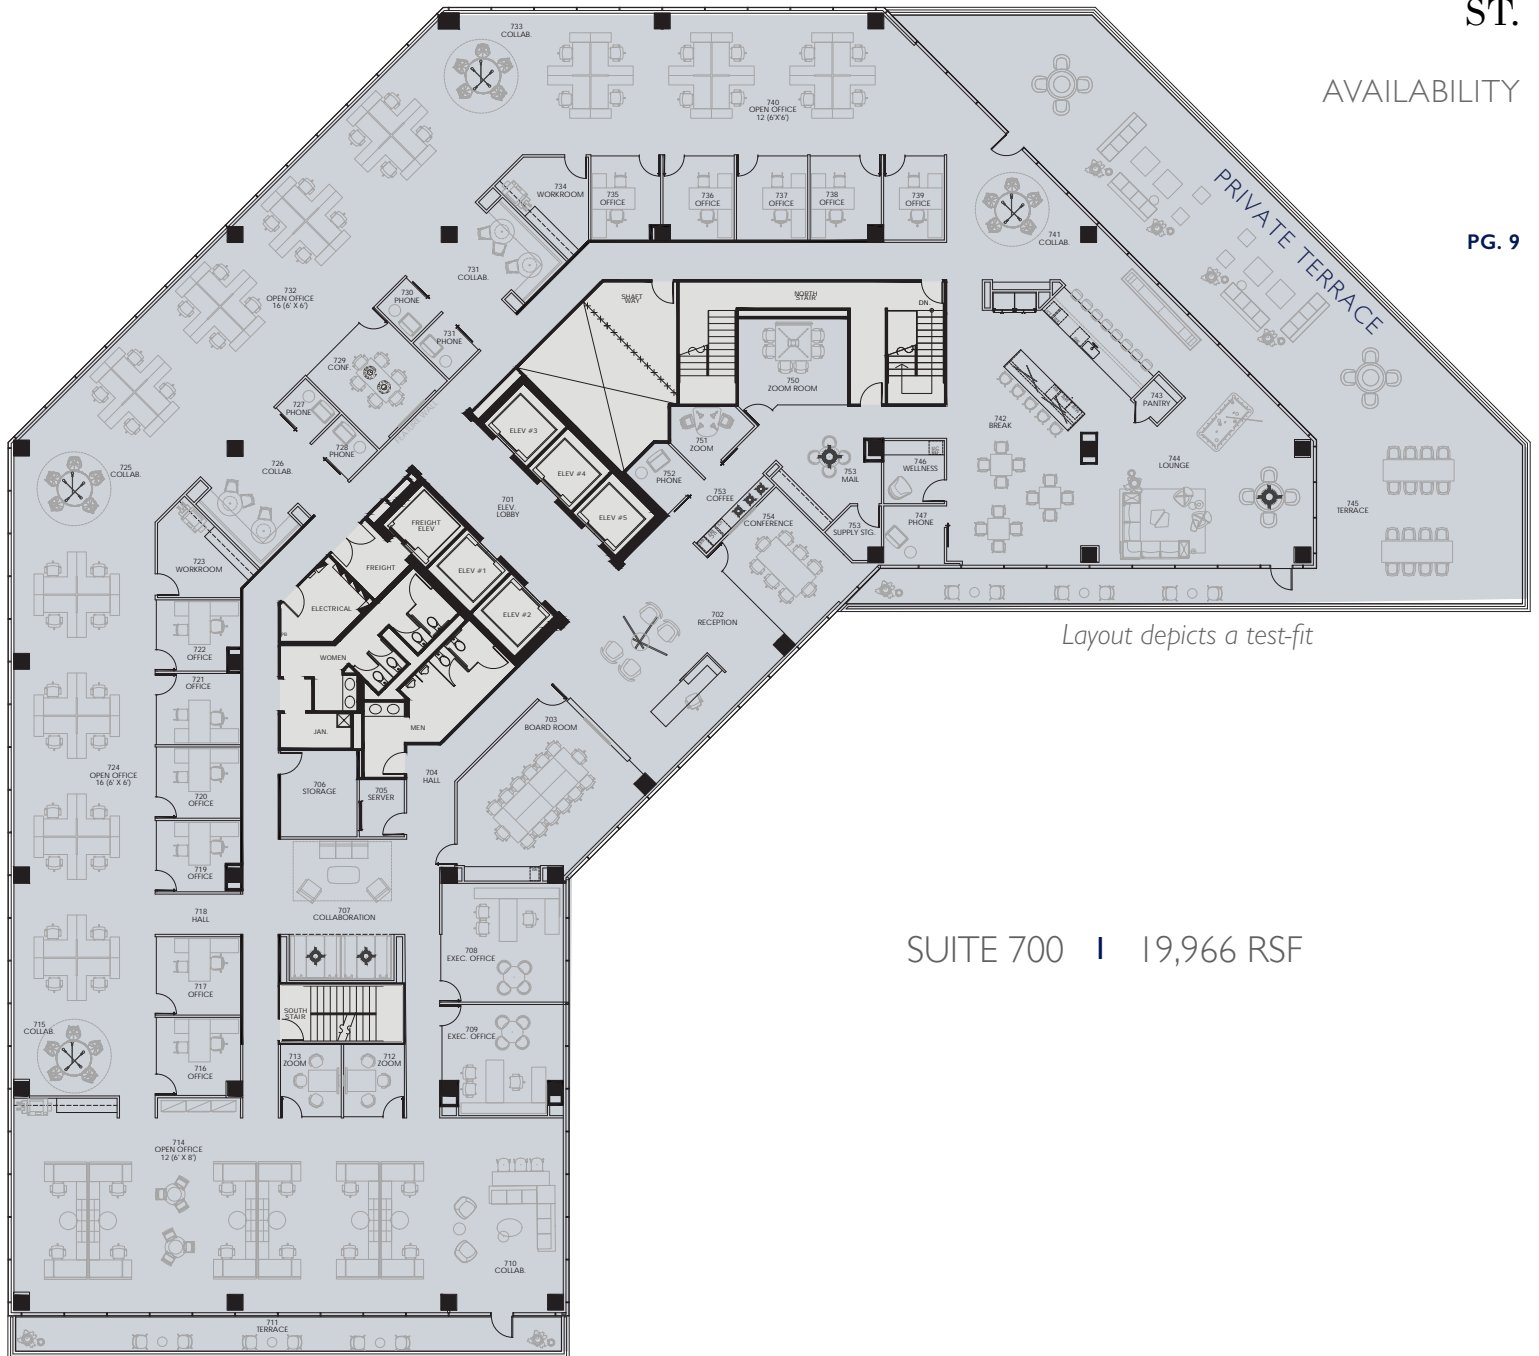 ST.
AVAILABILITY
PRIVATE TERRACE
PG. 9
733
COLLAB.
740
OPEN OFFICE
12 (6'X6')
734
WORKROOM
735
OFFICE
736
OFFICE
737
OFFICE
738
OFFICE
739
OFFICE
741
COLLAB.
731
COLLAB.
732
OPEN OFFICE
16 (6' X 6')
730
PHONE
731
PHONE
SHAFT
WAY
NORTH
STAIR
DN.
729
CONF.
750
ZOOM ROOM
727
PHONE
728
PHONE
743
PANTRY
742
BREAK
ELEV #3
751
ZOOM
725
COLLAB.
726
COLLAB.
ELEV #4
752
PHONE
753
MAIL
746
WELLNESS
744
LOUNGE
701
ELEV.
LOBBY
753
COFFEE
745
TERRACE
ELEV #5
FREIGHT
ELEV
754
CONFERENCE
753
SUPPLY STG.
747
PHONE
723
WORKROOM
FREIGHT
ELEV #1
ELECTRICAL
ELEV #2
702
RECEPTION
Layout depicts a test-fit
722
OFFICE
WOMEN
721
OFFICE
JAN.
MEN
703
BOARD ROOM
724
OPEN OFFICE
16 (6' X 6')
720
OFFICE
706
STORAGE
705
SERVER
704
HALL
719
OFFICE
718
HALL
707
COLLABORATION
708
EXEC. OFFICE
SUITE 700 | 19,966 RSF
717
OFFICE
SOUTH
STAIR
715
COLLAB.
709
EXEC. OFFICE
716
OFFICE
713
ZOOM
712
ZOOM
714
OPEN OFFICE
12 (6' X 8')
710
COLLAB.
711
TERRACE